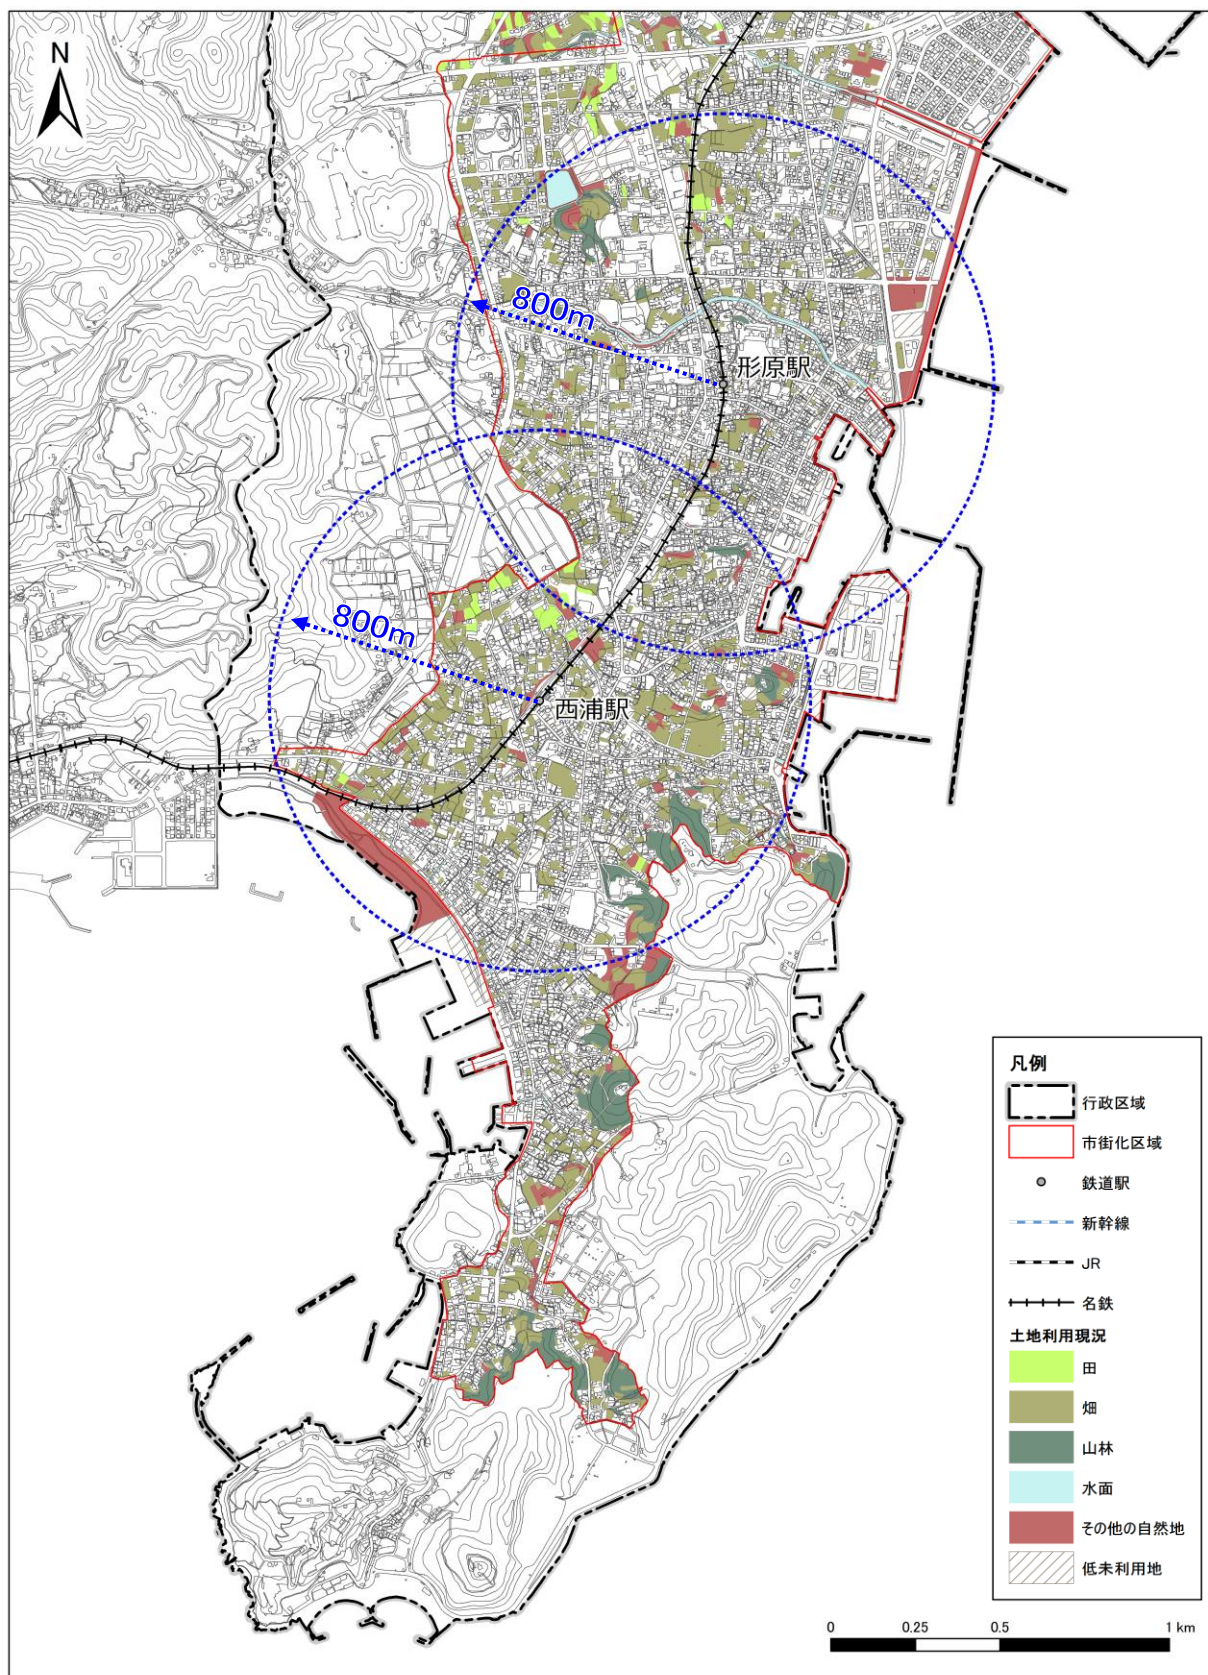 N
800m
形原駅
800m
西浦駅
凡例
行政区域
市街化区域
鉄道駅
新幹線
JR
名鉄
土地利用現況
田
畑
山林
水面
その他の自然地
低未利用地
0 0.25 0.5 1 km